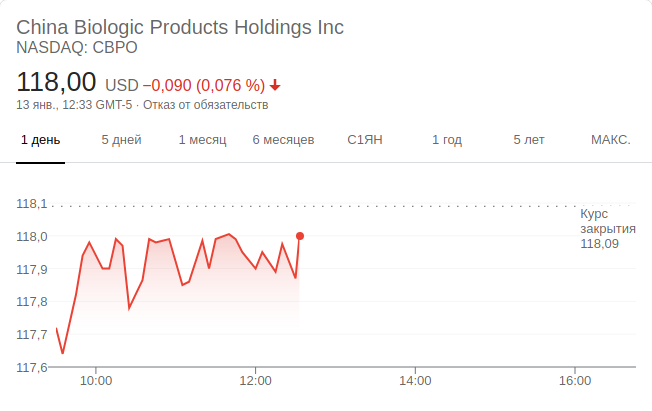 China Biologic Products Holdings Inc
NASDAQ: CBPO
118,00 USD −0,090 (0,076 %)
13 янв., 12:33 GMT-5 · Отказ от обязательств
1 день 5 дней 1 месяц 6 месяцев С1ЯН 1 год 5 лет МАКС.
118,1
Курс
закрытия
118,09
118,0
117,9
117,8
117,7
117,6
10:00 12:00 14:00 16:00